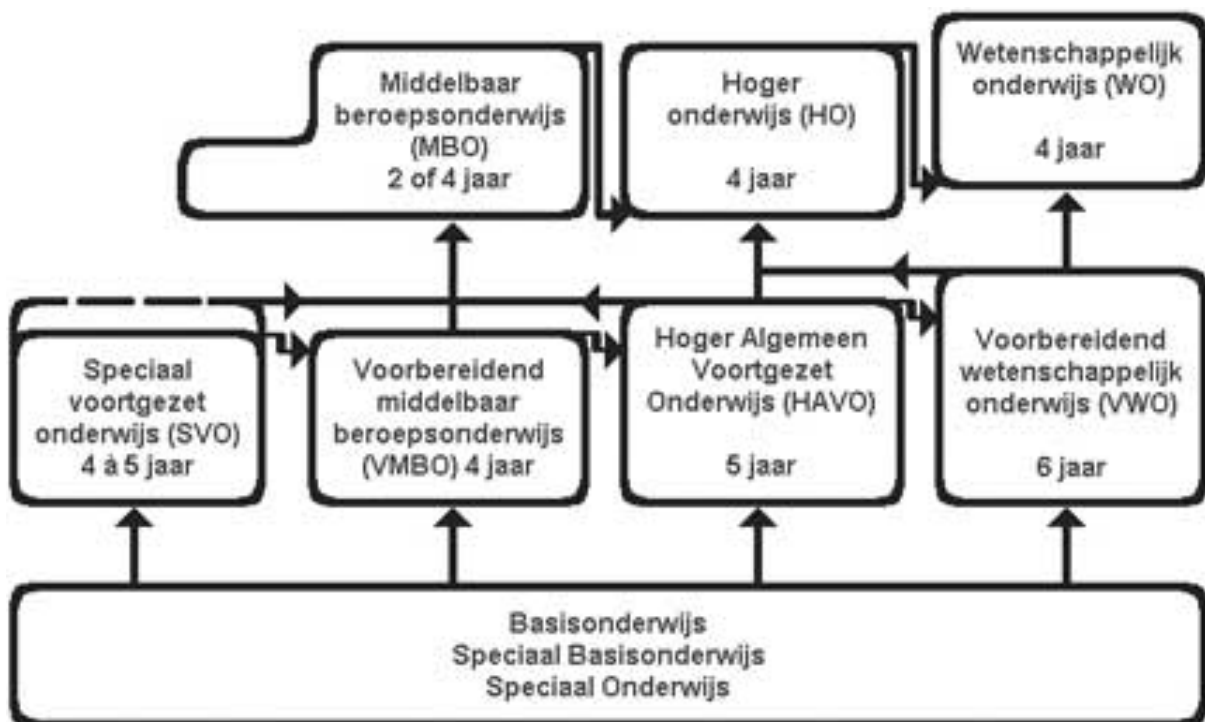 Middelbaar
beroepsonderwijs
(MBO)
2 of 4 jaar
Hoger
onderwijs (HO)
4 jaar
Wetenschappelijk
onderwijs (WO)
4 jaar
Speciaal
voortgezet
onderwijs (SVO)
4 à 5 jaar
Voorbereidend
middelbaar
beroepsonderwijs
(VMBO) 4 jaar
Hoger Algemeen
Voortgezet
Onderwijs (HAVO)
5 jaar
Voorbereidend
wetenschappelijk
onderwijs (VWO)
6 jaar
Basisonderwijs
Speciaal Basisonderwijs
Speciaal Onderwijs